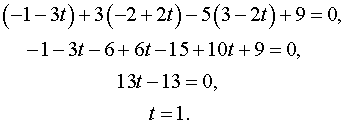 (−1−3t)+3(−2+2t)−5(3−2t)+9=0,
−1−3t−6+6t−15+10t+9=0,
13t−13=0,
t=1.